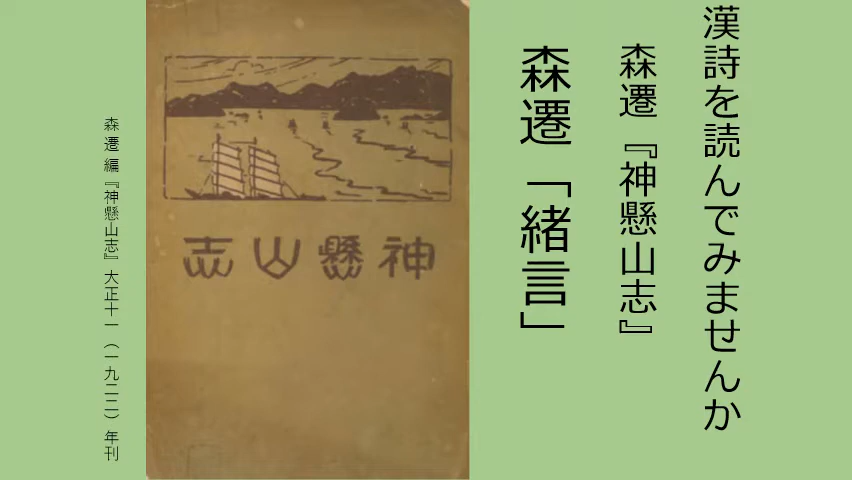 漢詩を読んでみませんか
森遷『神懸山志』
森遷「緒言」
神懸山志
森遷編『神懸山志』大正十一（一九二二）年刊